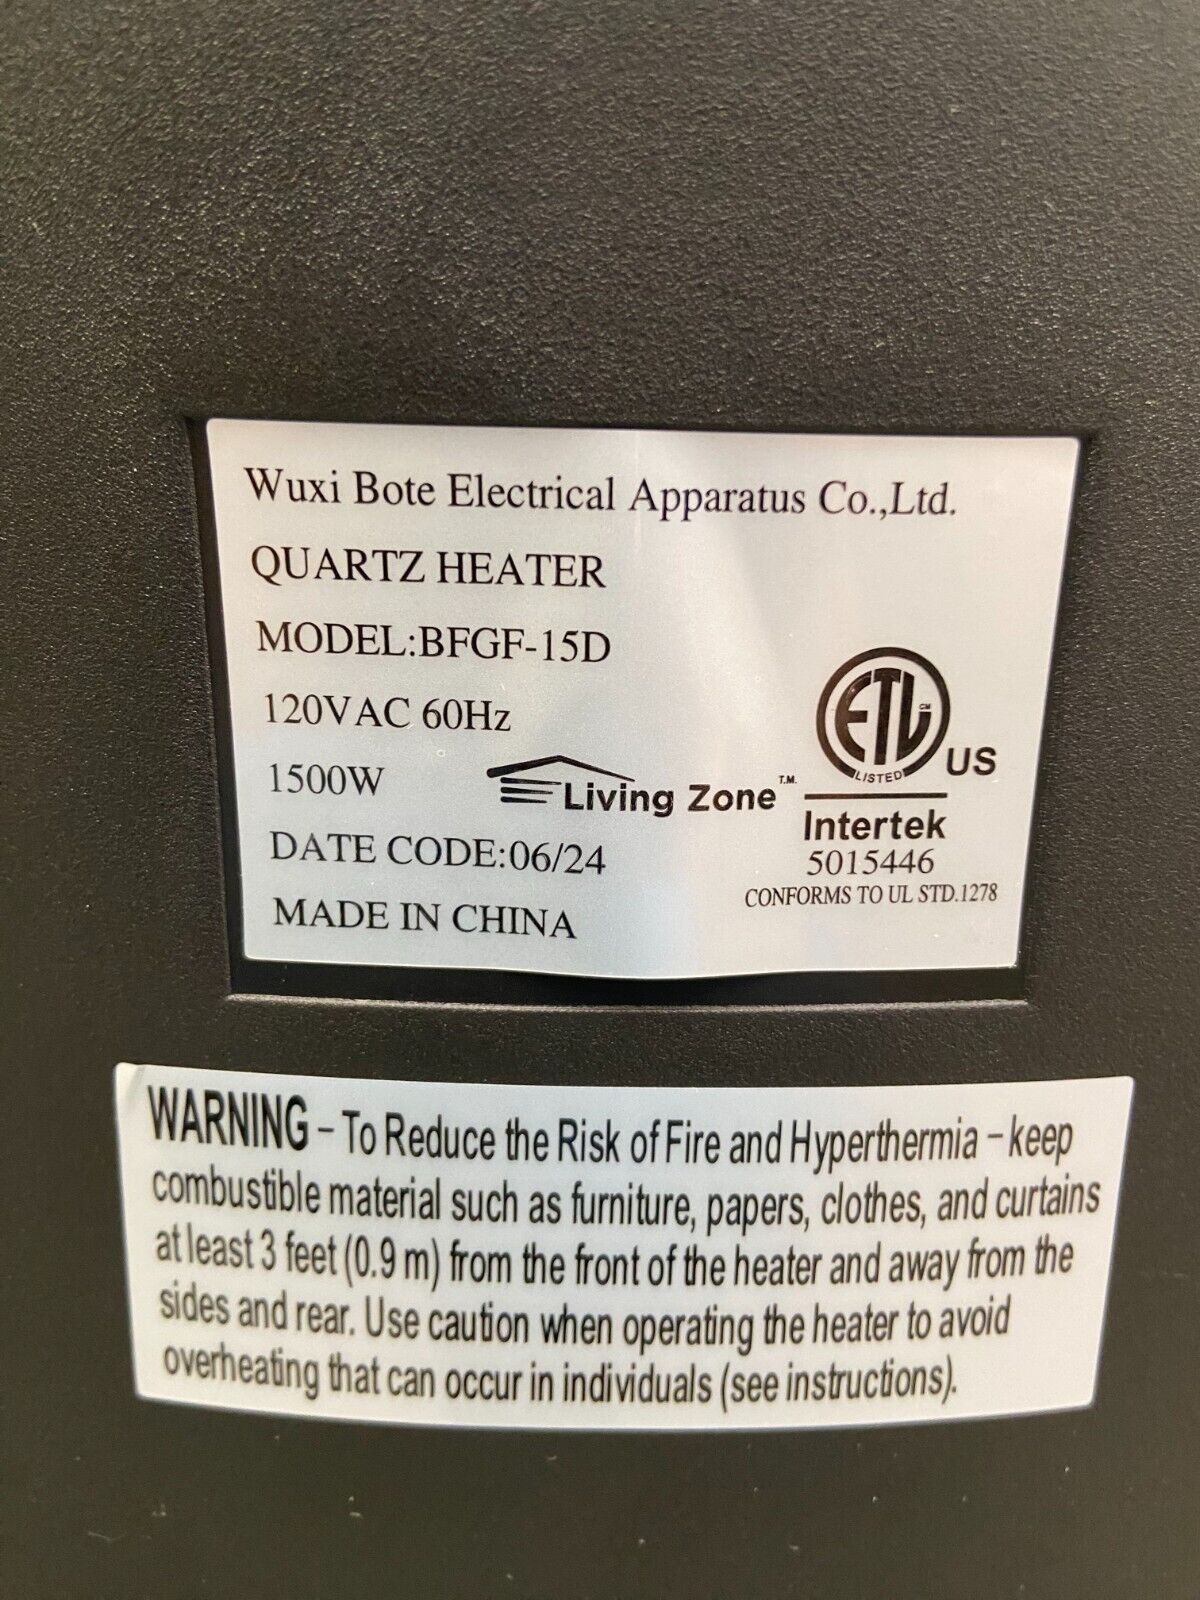 Wuxi Bote Electrical Apparatus Co.,Ltd.
QUARTZ HEATER
MODEL:BFGF-15D
120VAC 60Hz
1500W
DATE CODE:06/24
MADE IN CHINA
Living Zone T.M.
ETL CM
LISTED
US
Intertek
5015446
CONFORMS TO UL STD.1278
WARNING – To Reduce the Risk of Fire and Hyperthermia – keep
combustible material such as furniture, papers, clothes, and curtains
at least 3 feet (0.9 m) from the front of the heater and away from the
sides and rear. Use caution when operating the heater to avoid
overheating that can occur in individuals (see instructions).